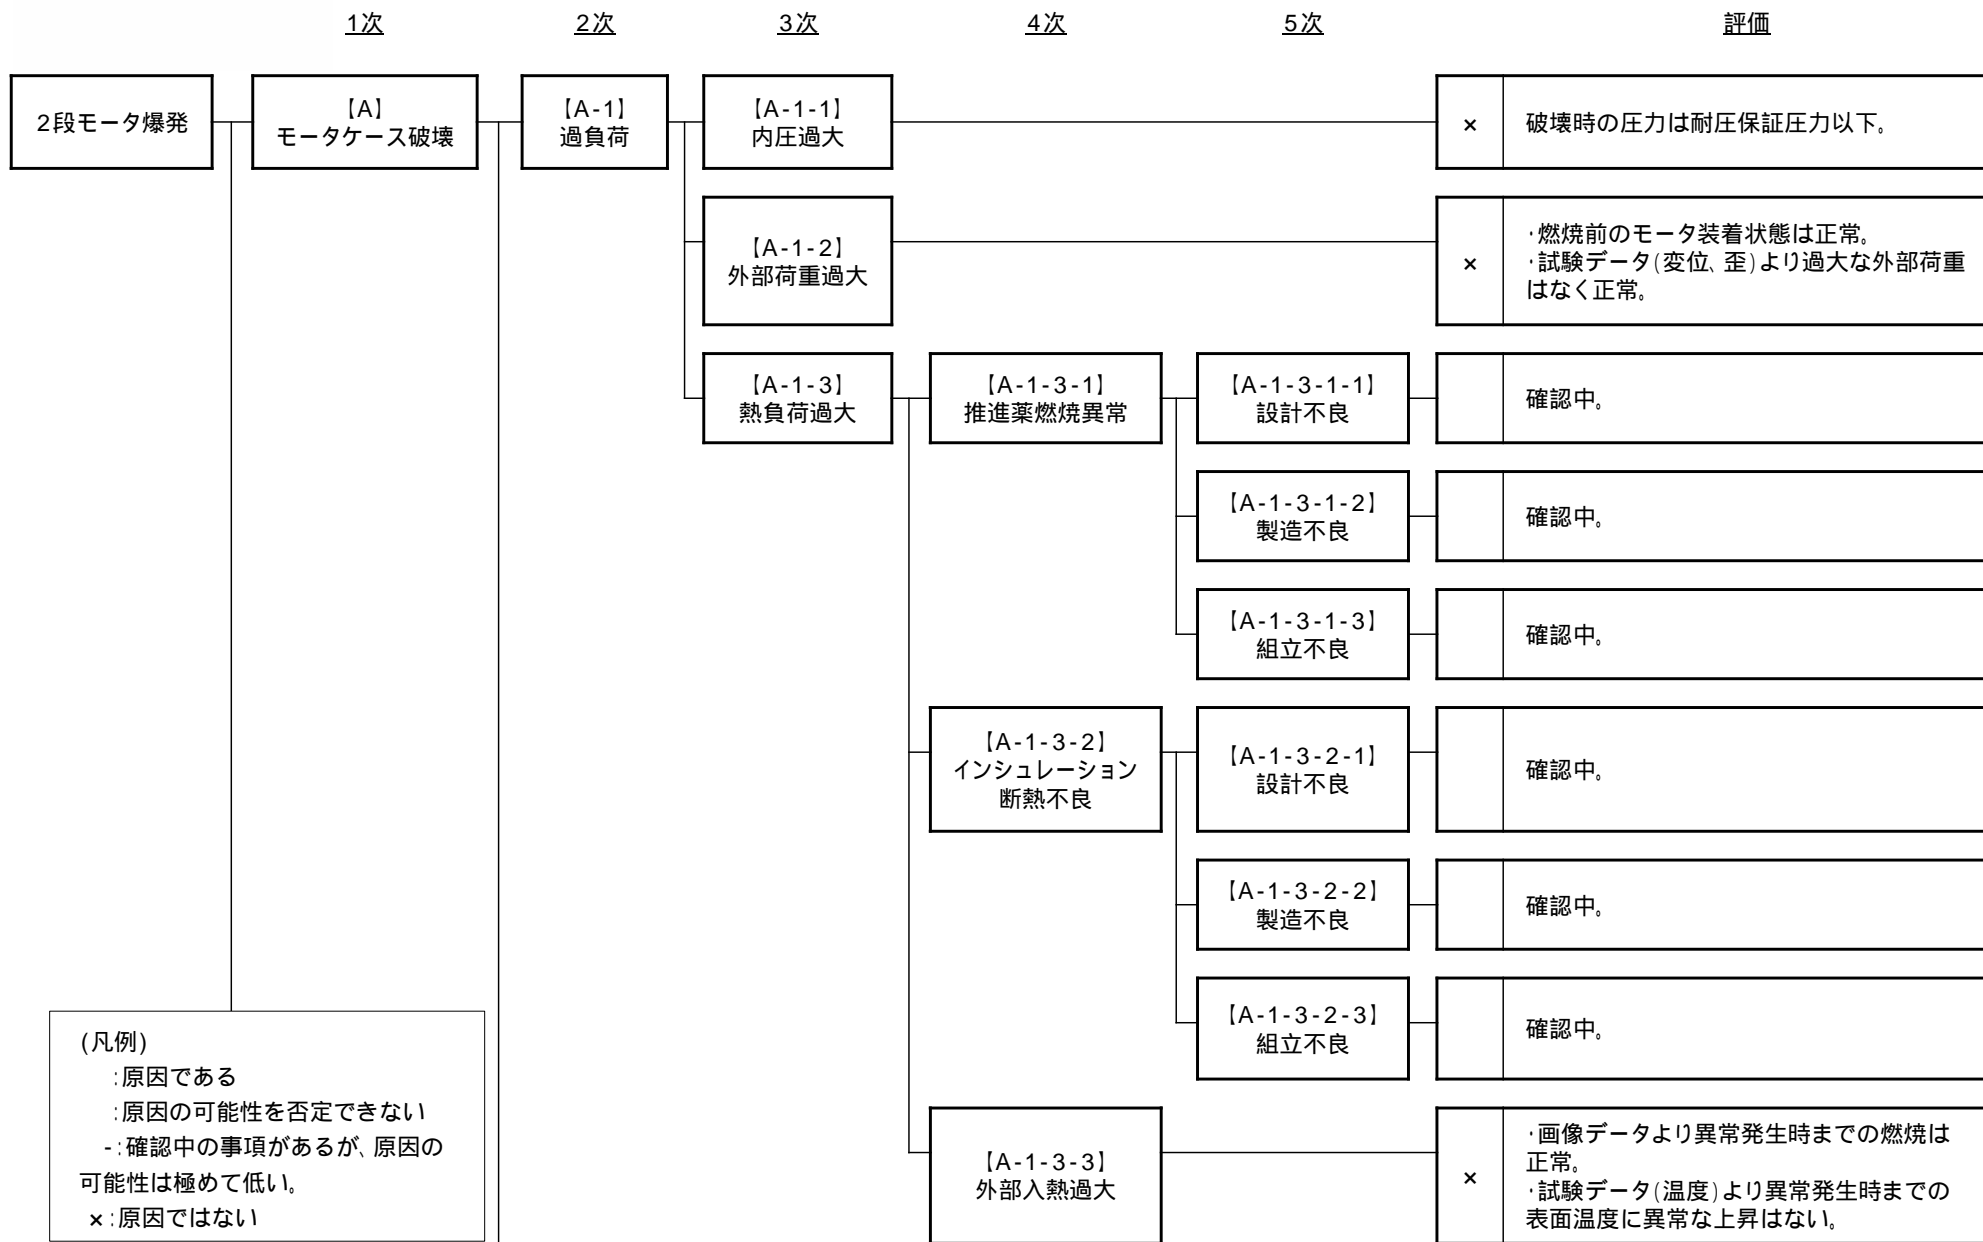 1次
2次
3次
4次
5次
評価
2段モータ爆発
【A】
モータケース破壊
【A-1】
過負荷
【A-1-1】
内圧過大
×
破壊時の圧力は耐圧保証圧力以下。
【A-1-2】
外部荷重過大
×
・燃焼前のモータ装着状態は正常。
・試験データ(変位、歪)より過大な外部荷重
はなく正常。
【A-1-3】
熱負荷過大
【A-1-3-1】
推進薬燃焼異常
【A-1-3-1-1】
設計不良
確認中。
【A-1-3-1-2】
製造不良
確認中。
【A-1-3-1-3】
組立不良
確認中。
【A-1-3-2】
インシュレーション
断熱不良
【A-1-3-2-1】
設計不良
確認中。
【A-1-3-2-2】
製造不良
確認中。
【A-1-3-2-3】
組立不良
確認中。
【A-1-3-3】
外部入熱過大
×
・画像データより異常発生時までの燃焼は
正常。
・試験データ(温度)より異常発生時までの
表面温度に異常な上昇はない。
(凡例)
:原因である
:原因の可能性を否定できない
-:確認中の事項があるが、原因の
可能性は極めて低い。
×:原因ではない